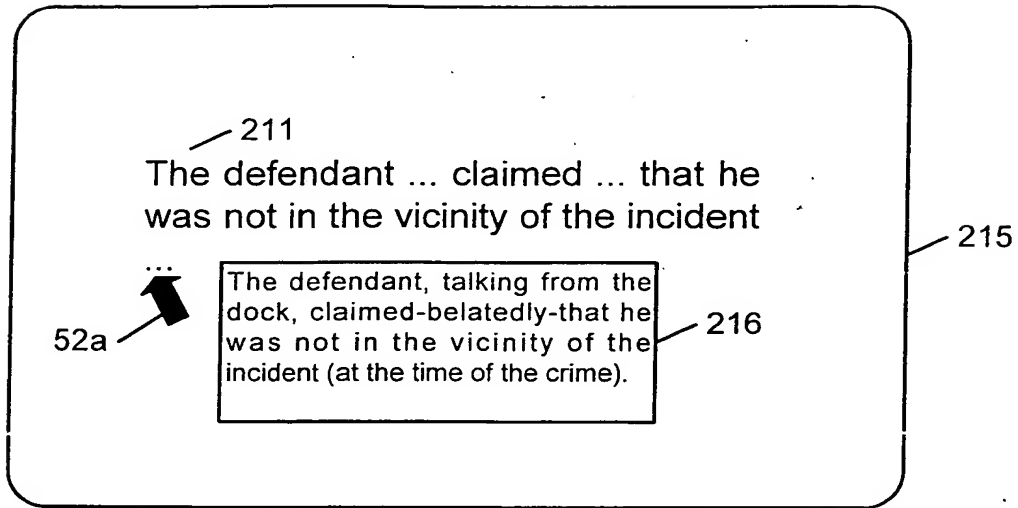 211
The defendant ... claimed ... that he
was not in the vicinity of the incident
...
215
The defendant, talking from the
dock, claimed-belatedly-that he
was not in the vicinity of the
incident (at the time of the crime).
216
52a